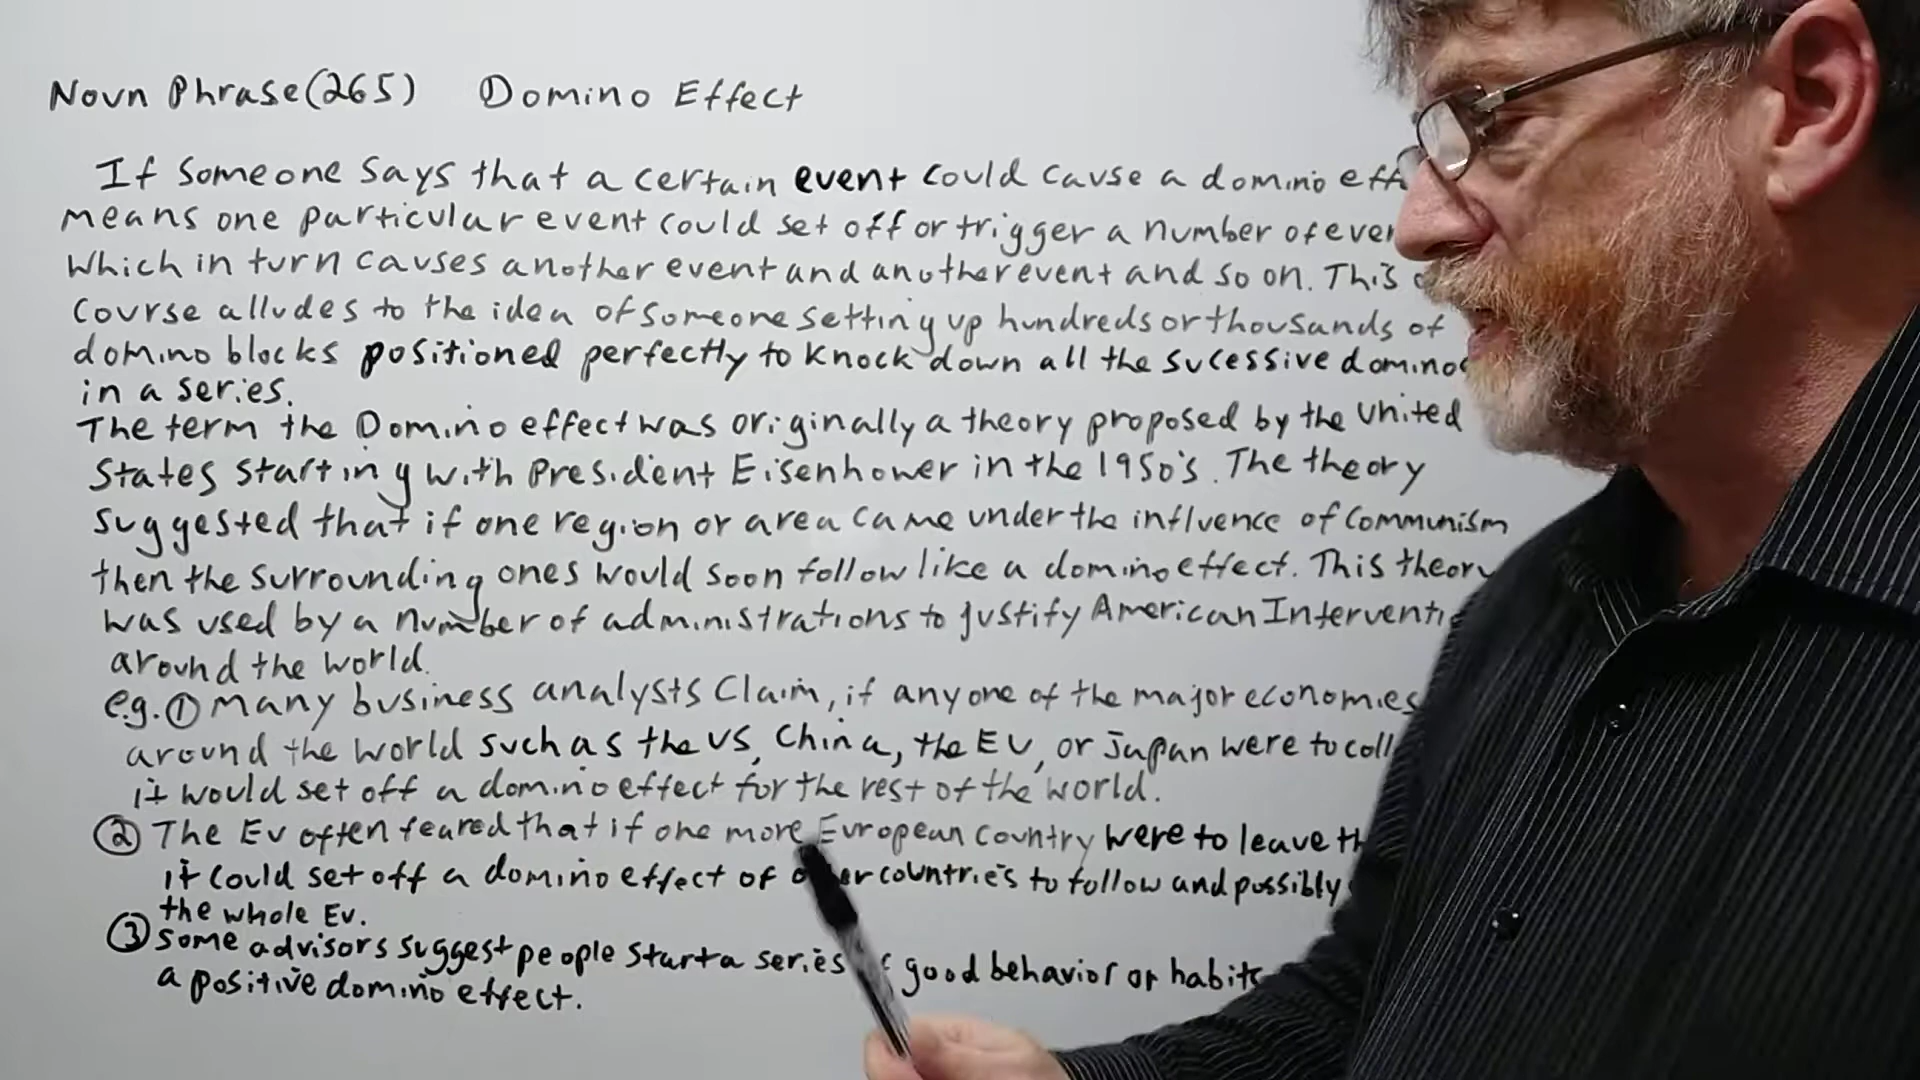 Noun Phrase(265) Domino Effect
If someone says that a certain event could cause a domino eff
means one particular event could set off or trigger a number of even
which in turn causes another event and another event and so on. This
course alludes to the idea of someone setting up hundreds or thousands of
domino blocks positioned perfectly to knock down all the sucessive domino
in a series.
The term the Domino effect was originally a theory proposed by the United
States starting with President Eisenhower in the 1950's. The theory
suggested that if one region or area came under the influence of Communism
then the surrounding ones would soon follow like a domino effect. This theory
was used by a number of administrations to justify American Interventi
around the world.
e.g. ① Many business analysts claim, if any one of the major economies
around the world such as the US, China, the EU, or Japan were to coll
it would set off a domino effect for the rest of the world.
② The EU often feared that if one more European country were to leave th
it could set off a domino effect of other countries to follow and possibly
the whole EU.
③ Some advisors suggest people start a series good behavior or habits
a positive domino effect.